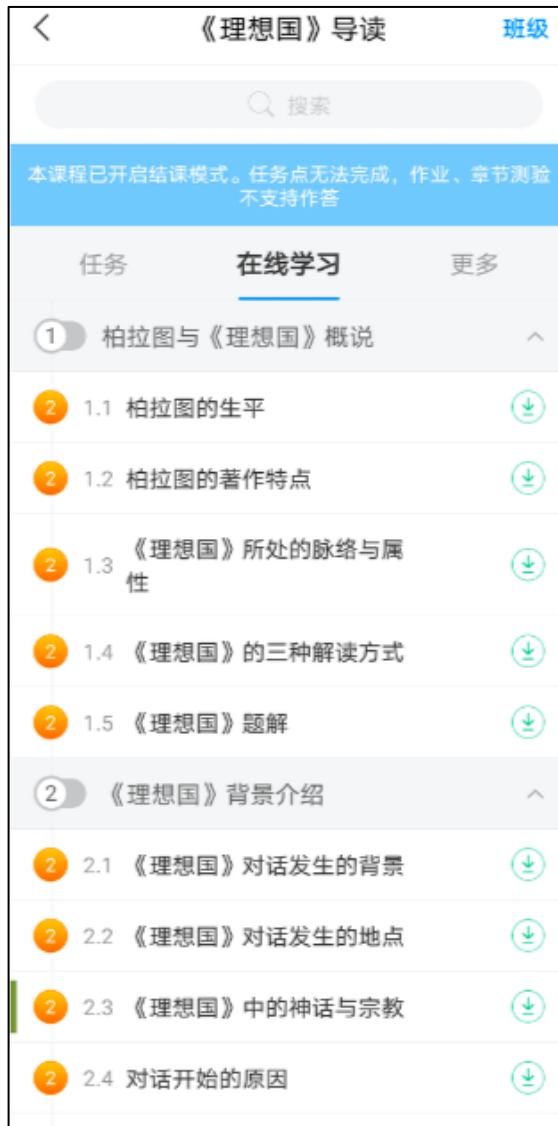 《理想国》导读 班级
搜索
本课程已开启结课模式。任务点无法完成，作业、章节测验
不支持作答
任务 在线学习 更多
1 柏拉图与《理想国》概说
2 1.1 柏拉图的生平
2 1.2 柏拉图的著作特点
2 1.3 《理想国》所处的脉络与属
性
2 1.4 《理想国》的三种解读方式
2 1.5 《理想国》题解
2 《理想国》背景介绍
2 2.1 《理想国》对话发生的背景
2 2.2 《理想国》对话发生的地点
2 2.3 《理想国》中的神话与宗教
2 2.4 对话开始的原因